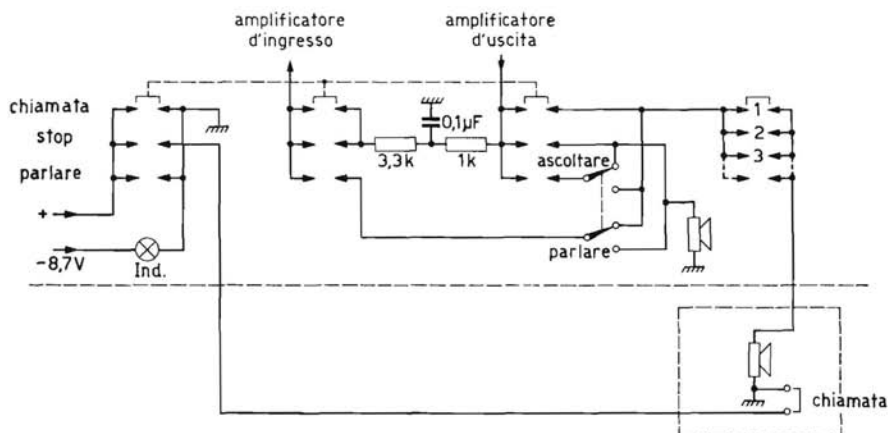 amplificatore
d'ingresso
amplificatore
d'uscita
chiamata
stop
parlare
+
-8,7V
Ind.
3,3k
0,1µF
1k
ascoltare
parlare
1
2
3
chiamata